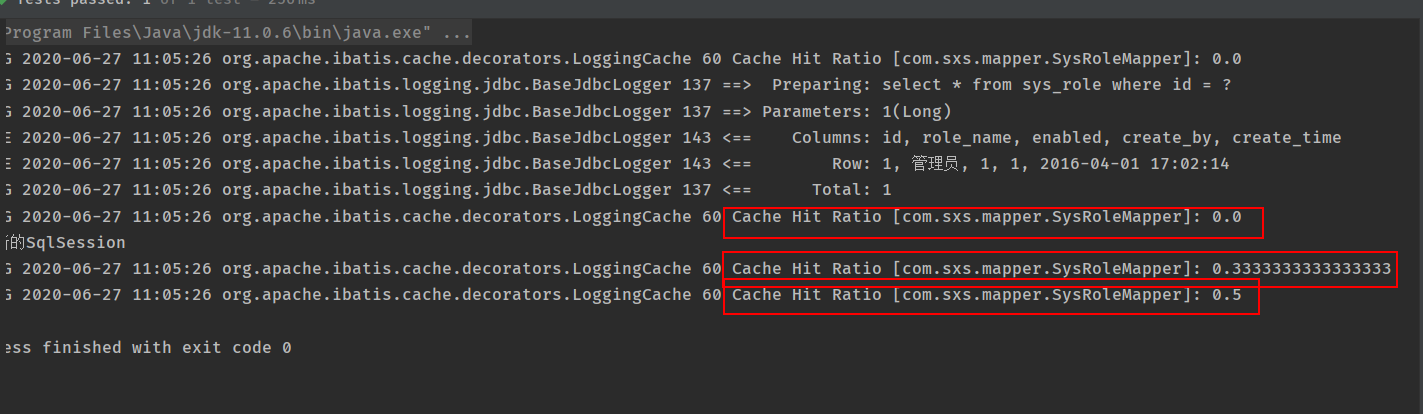 Tests passed: 1 of 1 test – 250 ms
Program Files\Java\jdk-11.0.6\bin\java.exe" ...
G 2020-06-27 11:05:26 org.apache.ibatis.cache.decorators.LoggingCache 60 Cache Hit Ratio [com.sxs.mapper.SysRoleMapper]: 0.0
G 2020-06-27 11:05:26 org.apache.ibatis.logging.jdbc.BaseJdbcLogger 137 ==>  Preparing: select * from sys_role where id = ?
G 2020-06-27 11:05:26 org.apache.ibatis.logging.jdbc.BaseJdbcLogger 137 ==> Parameters: 1(Long)
E 2020-06-27 11:05:26 org.apache.ibatis.logging.jdbc.BaseJdbcLogger 143 <==    Columns: id, role_name, enabled, create_by, create_time
E 2020-06-27 11:05:26 org.apache.ibatis.logging.jdbc.BaseJdbcLogger 143 <==        Row: 1, 管理员, 1, 1, 2016-04-01 17:02:14
G 2020-06-27 11:05:26 org.apache.ibatis.logging.jdbc.BaseJdbcLogger 137 <==      Total: 1
G 2020-06-27 11:05:26 org.apache.ibatis.cache.decorators.LoggingCache 60 Cache Hit Ratio [com.sxs.mapper.SysRoleMapper]: 0.0
的SqlSession
G 2020-06-27 11:05:26 org.apache.ibatis.cache.decorators.LoggingCache 60 Cache Hit Ratio [com.sxs.mapper.SysRoleMapper]: 0.3333333333333333
G 2020-06-27 11:05:26 org.apache.ibatis.cache.decorators.LoggingCache 60 Cache Hit Ratio [com.sxs.mapper.SysRoleMapper]: 0.5
ess finished with exit code 0